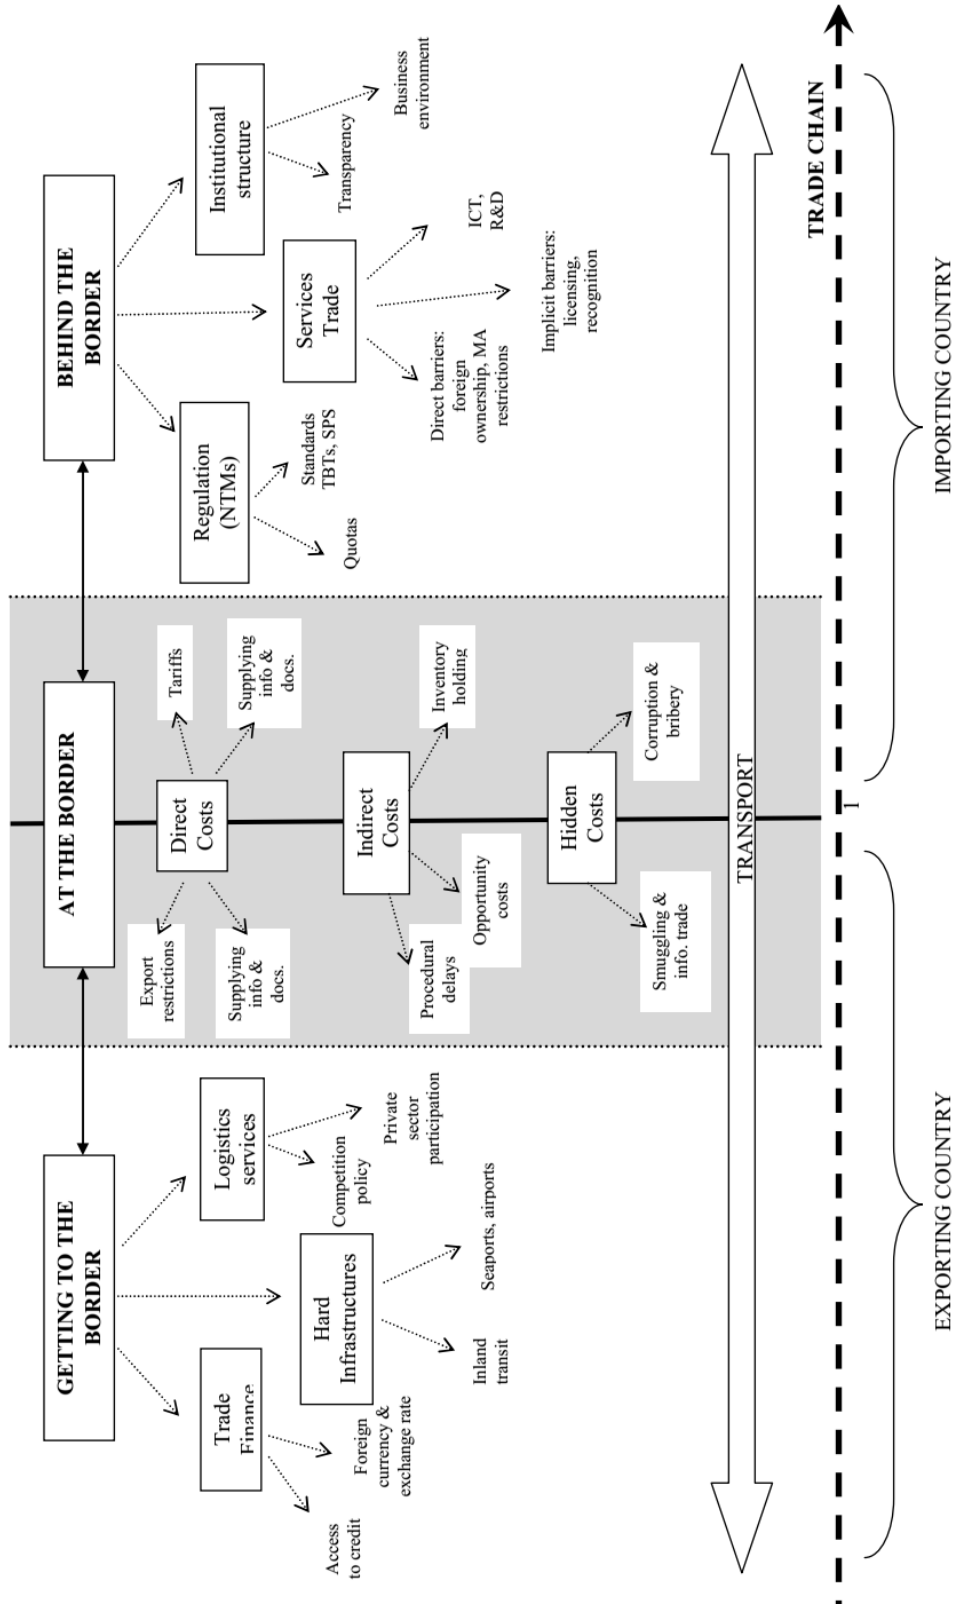 GETTING TO THE
BORDER
AT THE BORDER
BEHIND THE
BORDER
Trade
Finance
Logistics
services
Hard
Infrastructures
Access
to credit
Foreign
currency &
exchange rate
Inland
transit
Seaports, airports
Competition
policy
Private
sector
participation
Direct
Costs
Export
restrictions
Supplying
info &
docs.
Tariffs
Supplying
info &
docs.
Indirect
Costs
Procedural
delays
Opportunity
costs
Inventory
holding
Hidden
Costs
Smuggling &
info. trade
Corruption &
bribery
Regulation
(NTMs)
Quotas
Standards
TBTs, SPS
Services
Trade
Direct barriers:
foreign
ownership, MA
restrictions
Implicit barriers:
licensing,
recognition
ICT,
R&D
Institutional
structure
Transparency
Business
environment
TRANSPORT
TRADE CHAIN
1
EXPORTING COUNTRY
IMPORTING COUNTRY